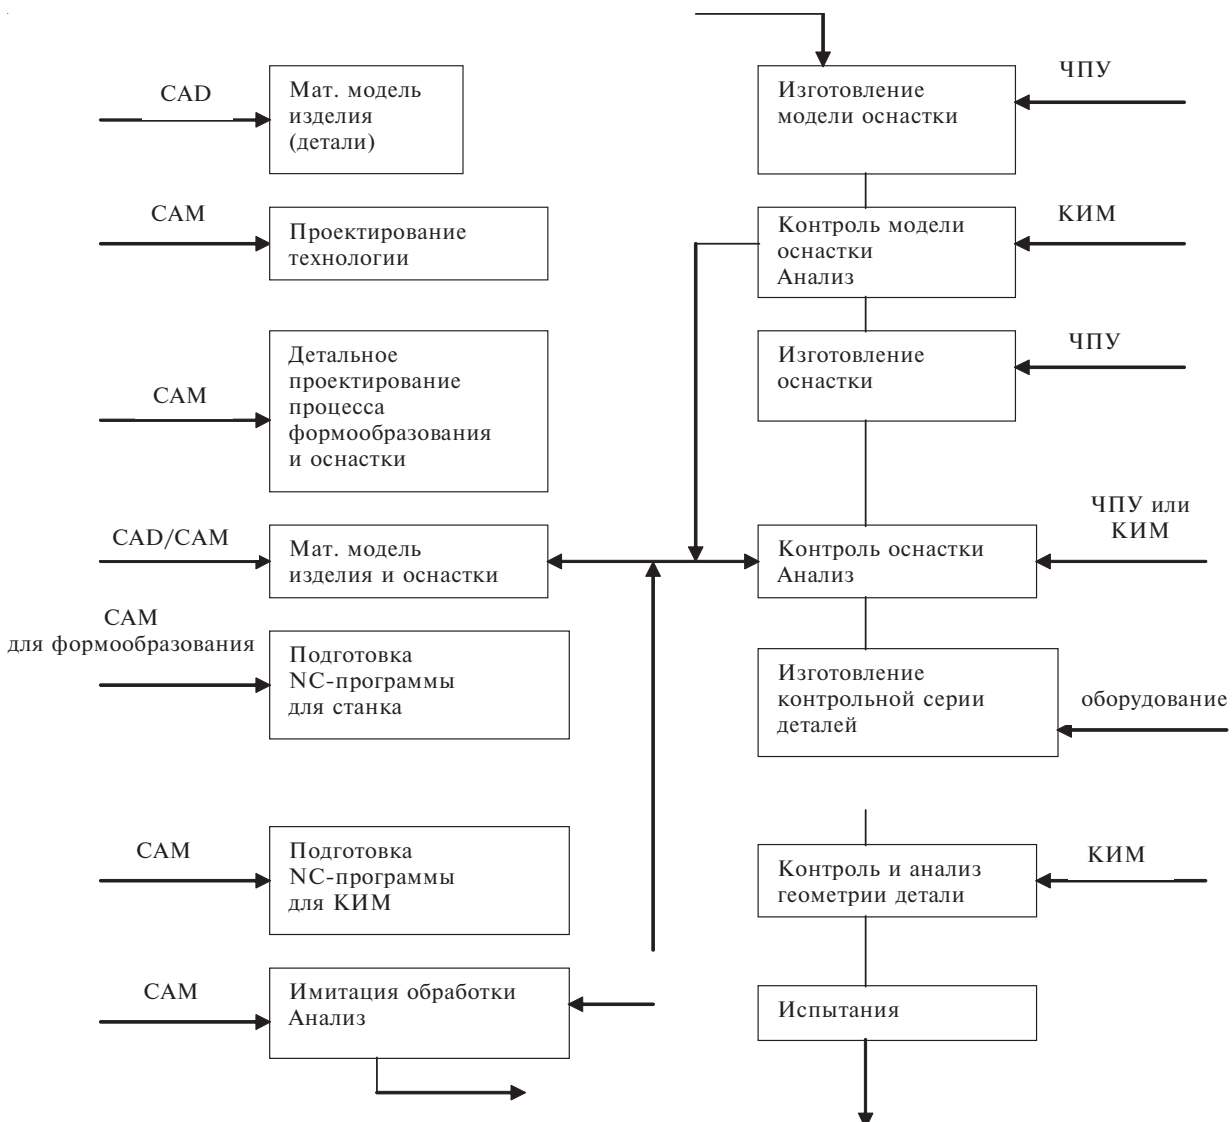 CAD
Мат. модель
изделия
(детали)
CAM
Проектирование
технологии
CAM
Детальное
проектирование
процесса
формообразования
и оснастки
CAD/CAM
Мат. модель
изделия и оснастки
CAM
для формообразования
Подготовка
NC-программы
для станка
CAM
Подготовка
NC-программы
для КИМ
CAM
Имитация обработки
Анализ
Изготовление
модели оснастки
ЧПУ
Контроль модели
оснастки
Анализ
КИМ
Изготовление
оснастки
ЧПУ
Контроль оснастки
Анализ
ЧПУ или
КИМ
Изготовление
контрольной серии
деталей
оборудование
Контроль и анализ
геометрии детали
КИМ
Испытания